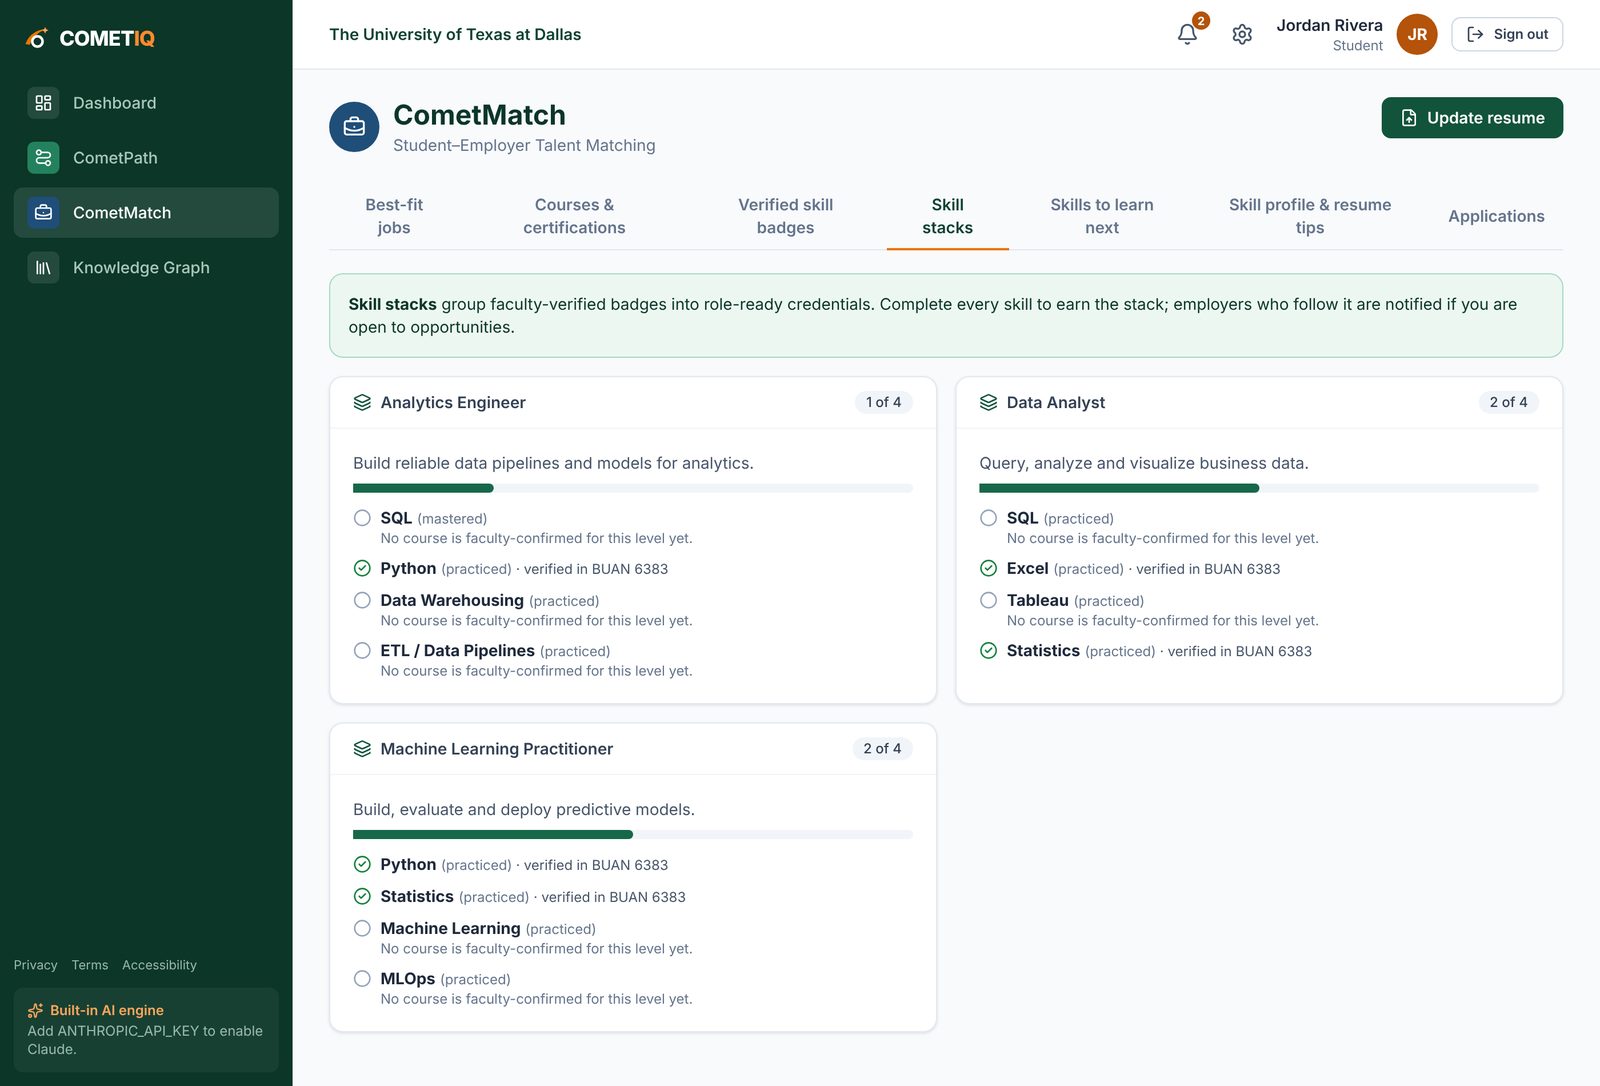 COMETIQ
Dashboard
CometPath
CometMatch
Knowledge Graph
Privacy Terms Accessibility
Built-in AI engine
Add ANTHROPIC_API_KEY to enable
Claude.
The University of Texas at Dallas
2
Jordan Rivera
Student
JR
Sign out
CometMatch
Student–Employer Talent Matching
Update resume
Best-fit
jobs
Courses &
certifications
Verified skill
badges
Skill
stacks
Skills to learn
next
Skill profile & resume
tips
Applications
Skill stacks group faculty-verified badges into role-ready credentials. Complete every skill to earn the stack; employers who follow it are notified if you are
open to opportunities.
Analytics Engineer
1 of 4
Build reliable data pipelines and models for analytics.
SQL (mastered)
No course is faculty-confirmed for this level yet.
Python (practiced) · verified in BUAN 6383
Data Warehousing (practiced)
No course is faculty-confirmed for this level yet.
ETL / Data Pipelines (practiced)
No course is faculty-confirmed for this level yet.
Data Analyst
2 of 4
Query, analyze and visualize business data.
SQL (practiced)
No course is faculty-confirmed for this level yet.
Excel (practiced) · verified in BUAN 6383
Tableau (practiced)
No course is faculty-confirmed for this level yet.
Statistics (practiced) · verified in BUAN 6383
Machine Learning Practitioner
2 of 4
Build, evaluate and deploy predictive models.
Python (practiced) · verified in BUAN 6383
Statistics (practiced) · verified in BUAN 6383
Machine Learning (practiced)
No course is faculty-confirmed for this level yet.
MLOps (practiced)
No course is faculty-confirmed for this level yet.